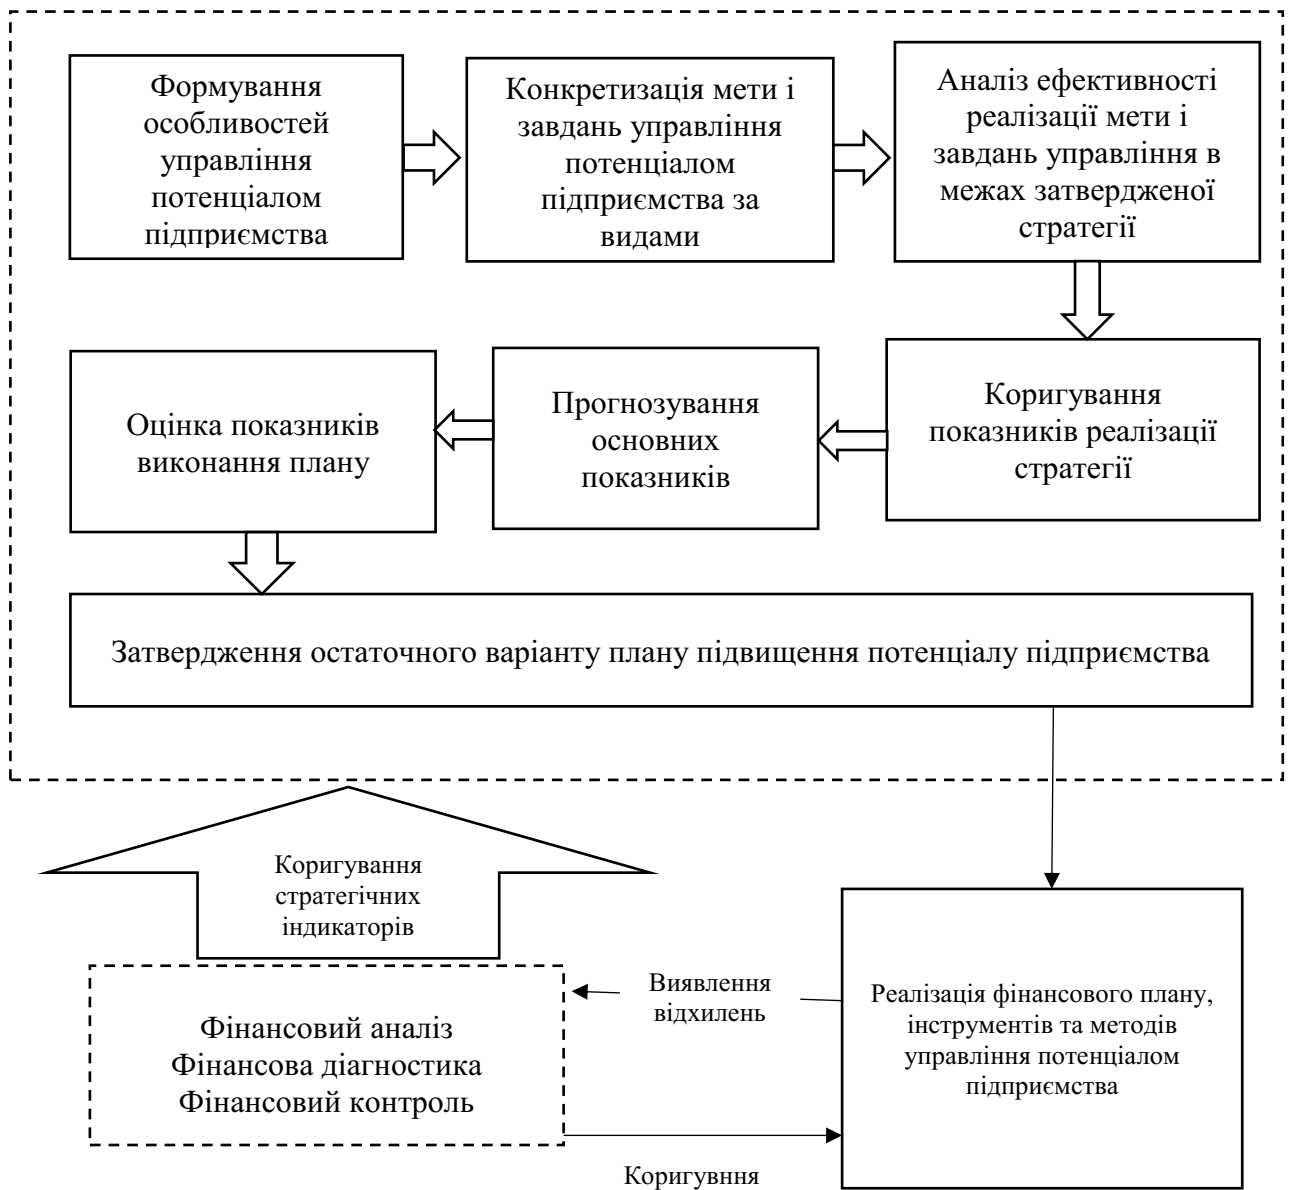 Формування
особливостей
управління
потенціалом
підприємства
Конкретизація мети і
завдань управління
потенціалом
підприємства за
видами
Аналіз ефективності
реалізації мети і
завдань управління в
межах затвердженої
стратегії
Коригування
показників реалізації
стратегії
Прогнозування
основних
показників
Оцінка показників
виконання плану
Затвердження остаточного варіанту плану підвищення потенціалу підприємства
Коригування
стратегічних
індикаторів
Фінансовий аналіз
Фінансова діагностика
Фінансовий контроль
Виявлення
відхилень
Реалізація фінансового плану,
інструментів та методів
управління потенціалом
підприємства
Коригувння